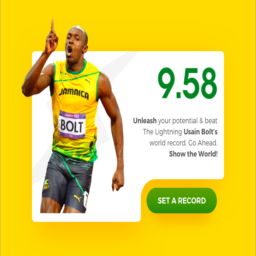 9.58
JAMAICA
BOLT
Unleash your potential & beat
The Lightning Usain Bolt's
world record. Go Ahead.
Show the World!
SET A RECORD